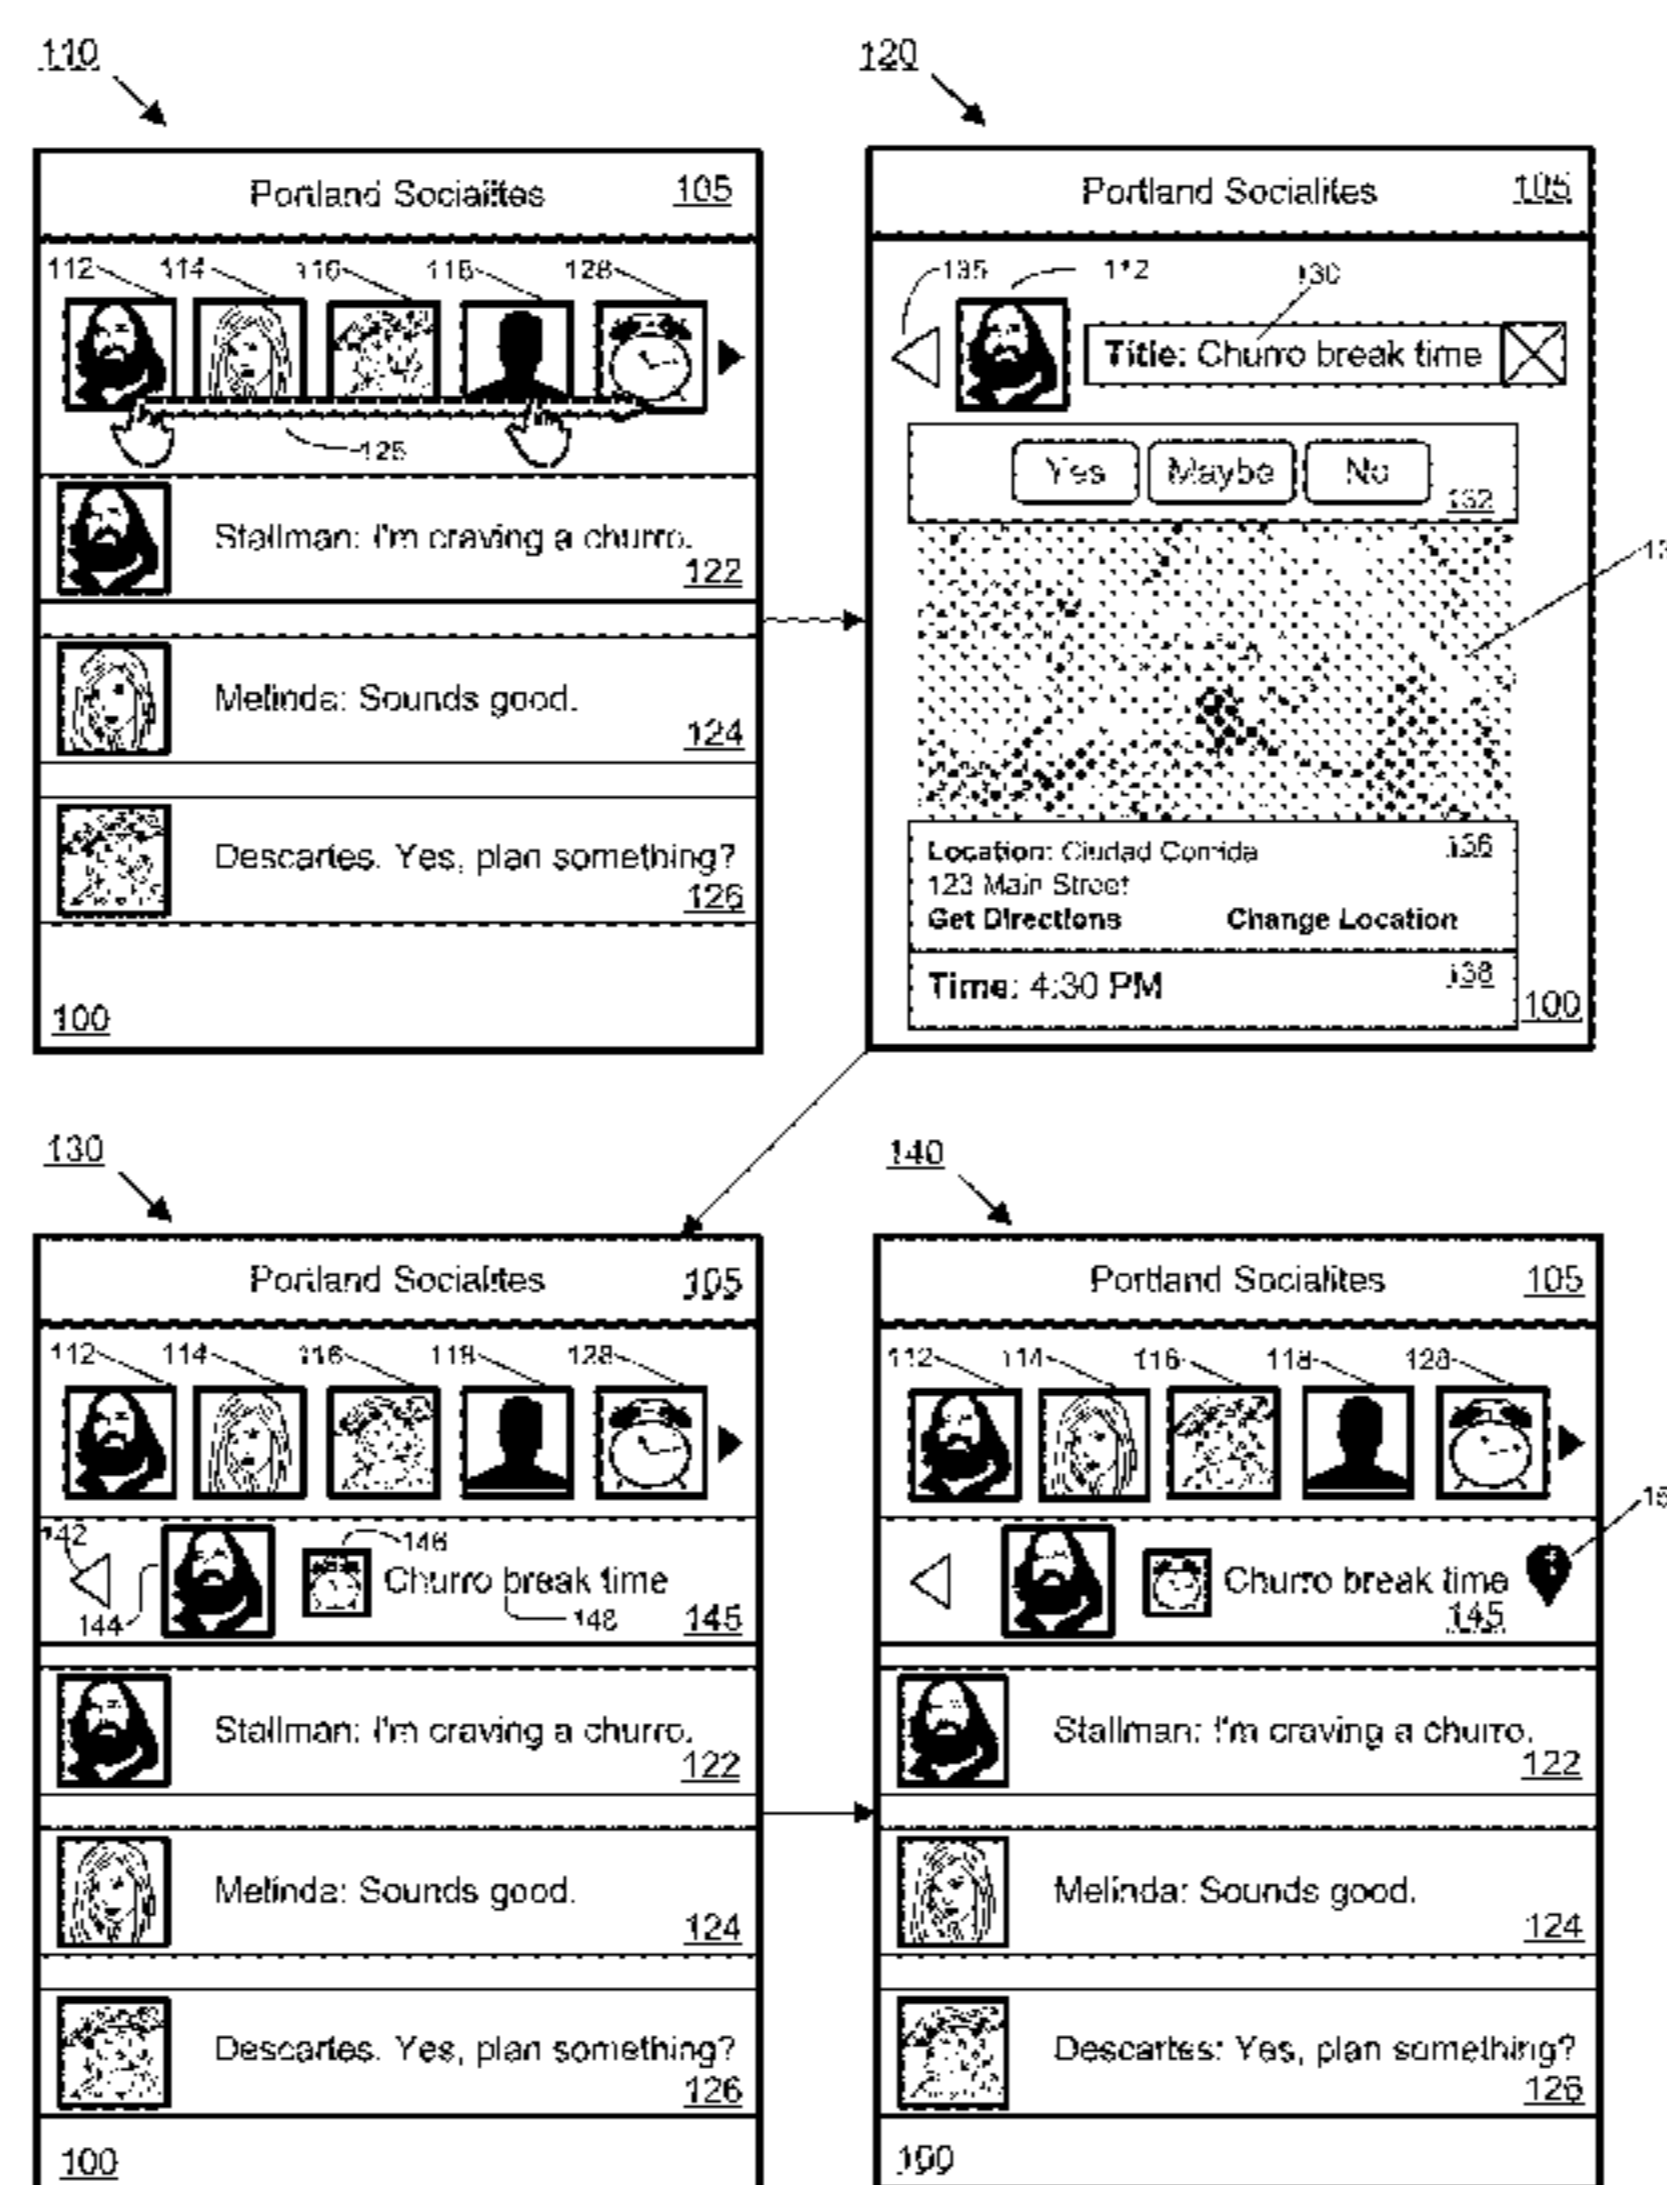 110
Portland Socialites 105
112 114 116 118 128
125
Stallman: I'm craving a churro.
122
Melinda: Sounds good.
124
Descartes. Yes, plan something?
126
100
120
Portland Socialites 105
135 112 130
Title: Churro break time
Yes Maybe No
132
Location: Ciudad Comida 136
123 Main Street
Get Directions Change Location
Time: 4:30 PM 138
100
130
Portland Socialites 105
112 114 116 118 128
142 146
Churro break time
144 148 145
Stallman: I'm craving a churro.
122
Melinda: Sounds good.
124
Descartes. Yes, plan something?
126
100
140
Portland Socialites 105
112 114 116 118 128
Churro break time
145
Stallman: I'm craving a churro.
122
Melinda: Sounds good.
124
Descartes: Yes, plan something?
126
100